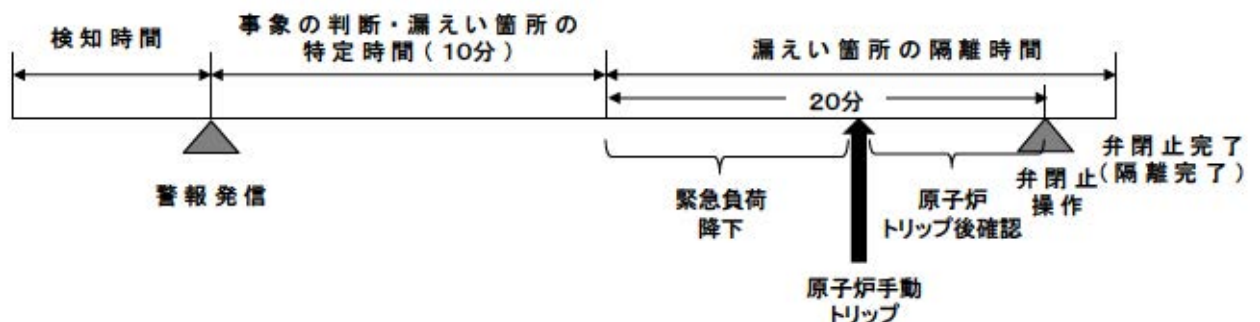 検知時間
事象の判断・漏えい箇所の
特定時間(10分)
漏えい箇所の隔離時間
20分
警報発信
緊急負荷
降下
原子炉
トリップ後確認
弁閉止
操作
弁閉止完了
(隔離完了)
原子炉手動
トリップ